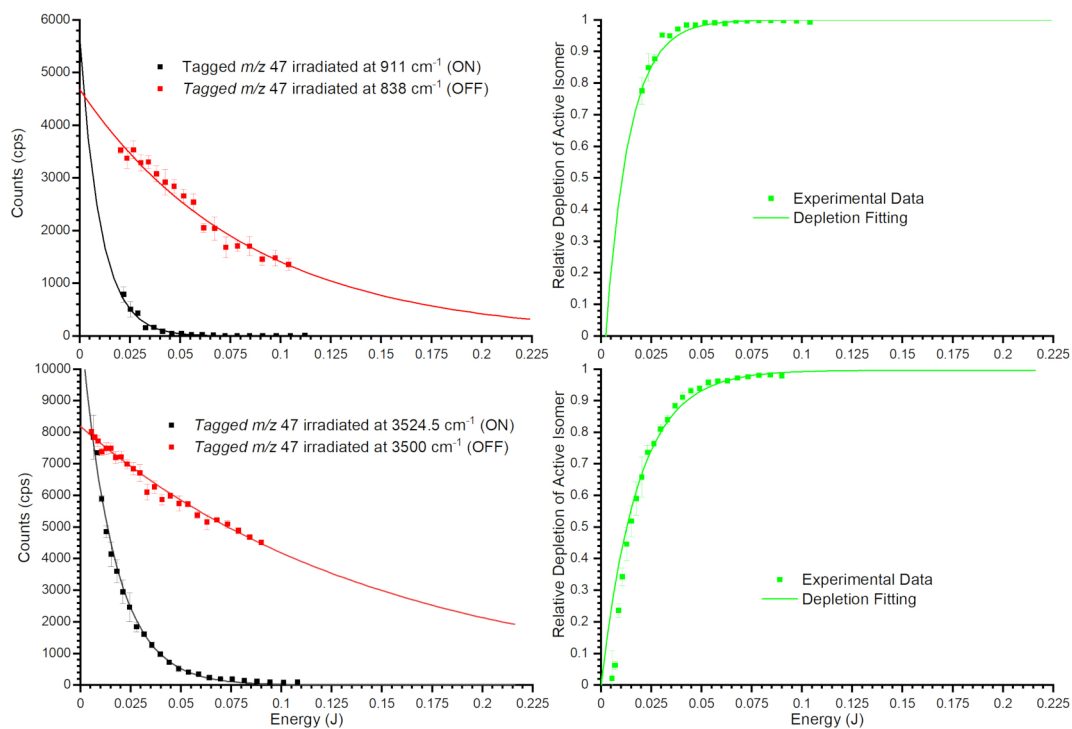 6000
5000
4000
3000
2000
1000
0
Counts (cps)
Tagged m/z 47 irradiated at 911 cm-1 (ON)
Tagged m/z 47 irradiated at 838 cm-1 (OFF)
0 0.025 0.05 0.075 0.1 0.125 0.15 0.175 0.2 0.225
1
0.9
0.8
0.7
0.6
0.5
0.4
0.3
0.2
0.1
0
Relative Depletion of Active Isomer
Experimental Data
Depletion Fitting
0 0.025 0.05 0.075 0.1 0.125 0.15 0.175 0.2 0.225
10000
9000
8000
7000
6000
5000
4000
3000
2000
1000
0
Counts (cps)
Tagged m/z 47 irradiated at 3524.5 cm-1 (ON)
Tagged m/z 47 irradiated at 3500 cm-1 (OFF)
0 0.025 0.05 0.075 0.1 0.125 0.15 0.175 0.2 0.225
Energy (J)
1
0.9
0.8
0.7
0.6
0.5
0.4
0.3
0.2
0.1
0
Relative Depletion of Active Isomer
Experimental Data
Depletion Fitting
0 0.025 0.05 0.075 0.1 0.125 0.15 0.175 0.2 0.225
Energy (J)